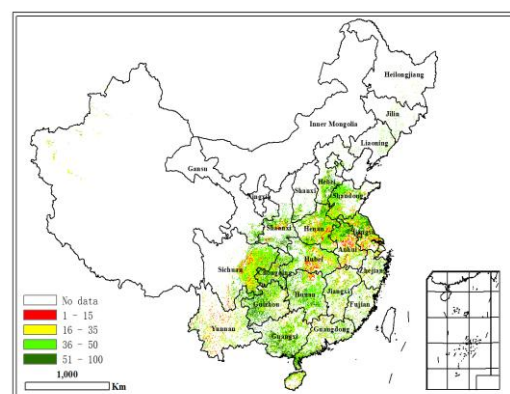 Heilongjiang
Jilin
Inner Mongolia
Liaoning
Gansu
Hebei
Shanxi
Ningxia
Shandong
Shaanxi
Henan
Jiangsu
Anhui
Hubei
Sichuan
Chongqing
Zhejiang
Hunan
Jiangxi
Guizhou
Fujian
Yunnan
Guangxi
Guangdong
No data
1 - 15
16 - 35
36 - 50
51 - 100
1,000
Km